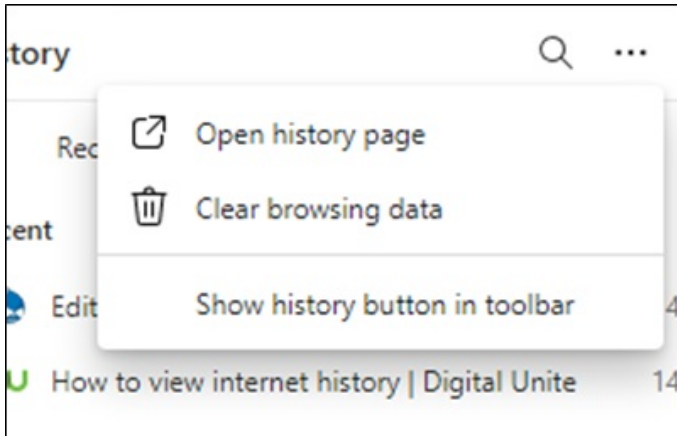 tory
Open history page
Rec
Clear browsing data
cent
Show history button in toolbar
Edit
4
How to view internet history | Digital Unite
14